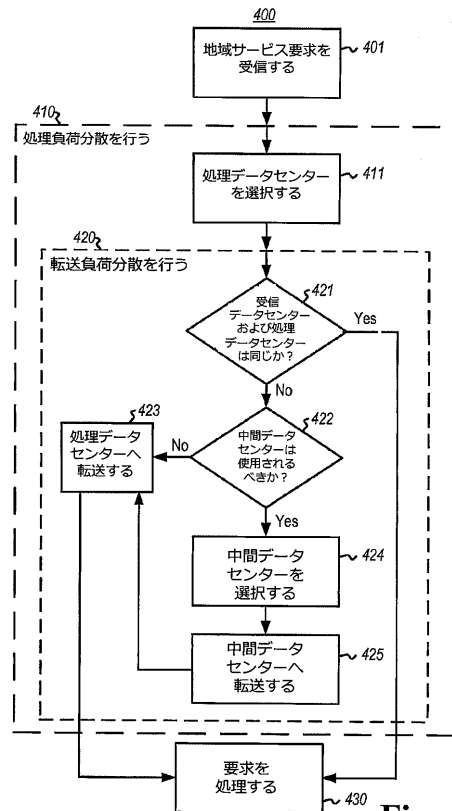 400
地域サービス要求を
受信する
401
410
処理負荷分散を行う
処理データセンター
を選択する
411
420
転送負荷分散を行う
受信
データセンター
および処理
データセンター
は同じか?
421
Yes
No
423
処理データ
センターへ
転送する
No
中間データ
センターは
使用される
べきか?
422
Yes
中間データ
センターを
選択する
424
中間データ
センターへ
転送する
425
要求を
処理する
430